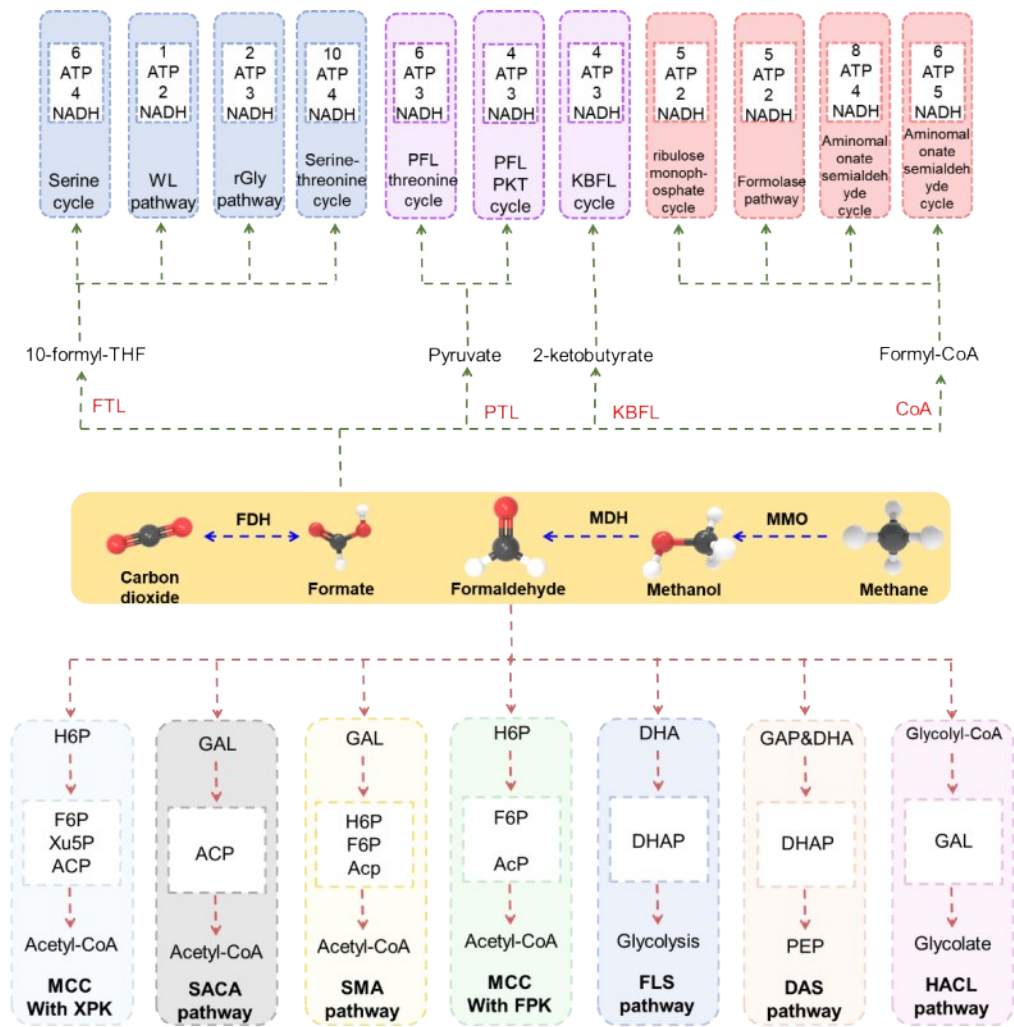 6
ATP
4
NADH
Serine
cycle
1
ATP
2
NADH
WL
pathway
2
ATP
3
NADH
rGly
pathway
10
ATP
4
NADH
Serine-
threonine
cycle
6
ATP
3
NADH
PFL
threonine
cycle
4
ATP
3
NADH
PFL
PKT
cycle
4
ATP
3
NADH
KBFL
cycle
5
ATP
2
NADH
ribulose
monoph-
osphate
cycle
5
ATP
2
NADH
Formolase
pathway
8
ATP
4
NADH
Aminomal
onate
semialdeh
yde
cycle
6
ATP
5
NADH
Aminomal
onate
semialdeh
yde
cycle
10-formyl-THF
Pyruvate
2-ketobutyrate
Formyl-CoA
FTL
PTL
KBFL
CoA
FDH
MDH
MMO
Carbon
dioxide
Formate
Formaldehyde
Methanol
Methane
H6P
F6P
Xu5P
ACP
Acetyl-CoA
MCC
With XPK
GAL
ACP
Acetyl-CoA
SACA
pathway
GAL
H6P
F6P
Acp
Acetyl-CoA
SMA
pathway
H6P
F6P
AcP
Acetyl-CoA
MCC
With FPK
DHA
DHAP
Glycolysis
FLS
pathway
GAP&DHA
DHAP
PEP
DAS
pathway
Glycolyl-CoA
GAL
Glycolate
HACL
pathway